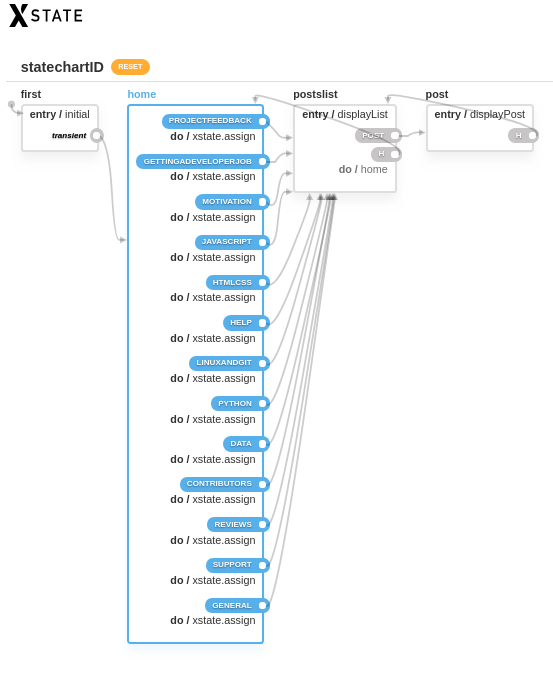 XSTATE
statechartID RESET
first
entry / initial
transient
home
PROJECTFEEDBACK
do / xstate.assign
GETTINGADEVELOPERJOB
do / xstate.assign
MOTIVATION
do / xstate.assign
JAVASCRIPT
do / xstate.assign
HTMLCSS
do / xstate.assign
HELP
do / xstate.assign
LINUXANDGIT
do / xstate.assign
PYTHON
do / xstate.assign
DATA
do / xstate.assign
CONTRIBUTORS
do / xstate.assign
REVIEWS
do / xstate.assign
SUPPORT
do / xstate.assign
GENERAL
do / xstate.assign
postslist
entry / displayList
POST
H
do / home
post
entry / displayPost
H